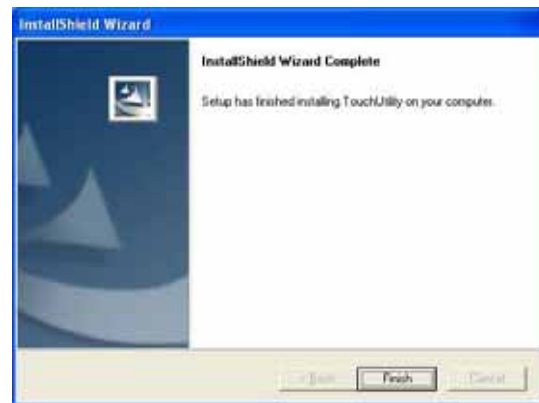 InstallShield Wizard
InstallShield Wizard Complete
Setup has finished installing TouchUtility on your computer.
< Back
Finish
Cancel